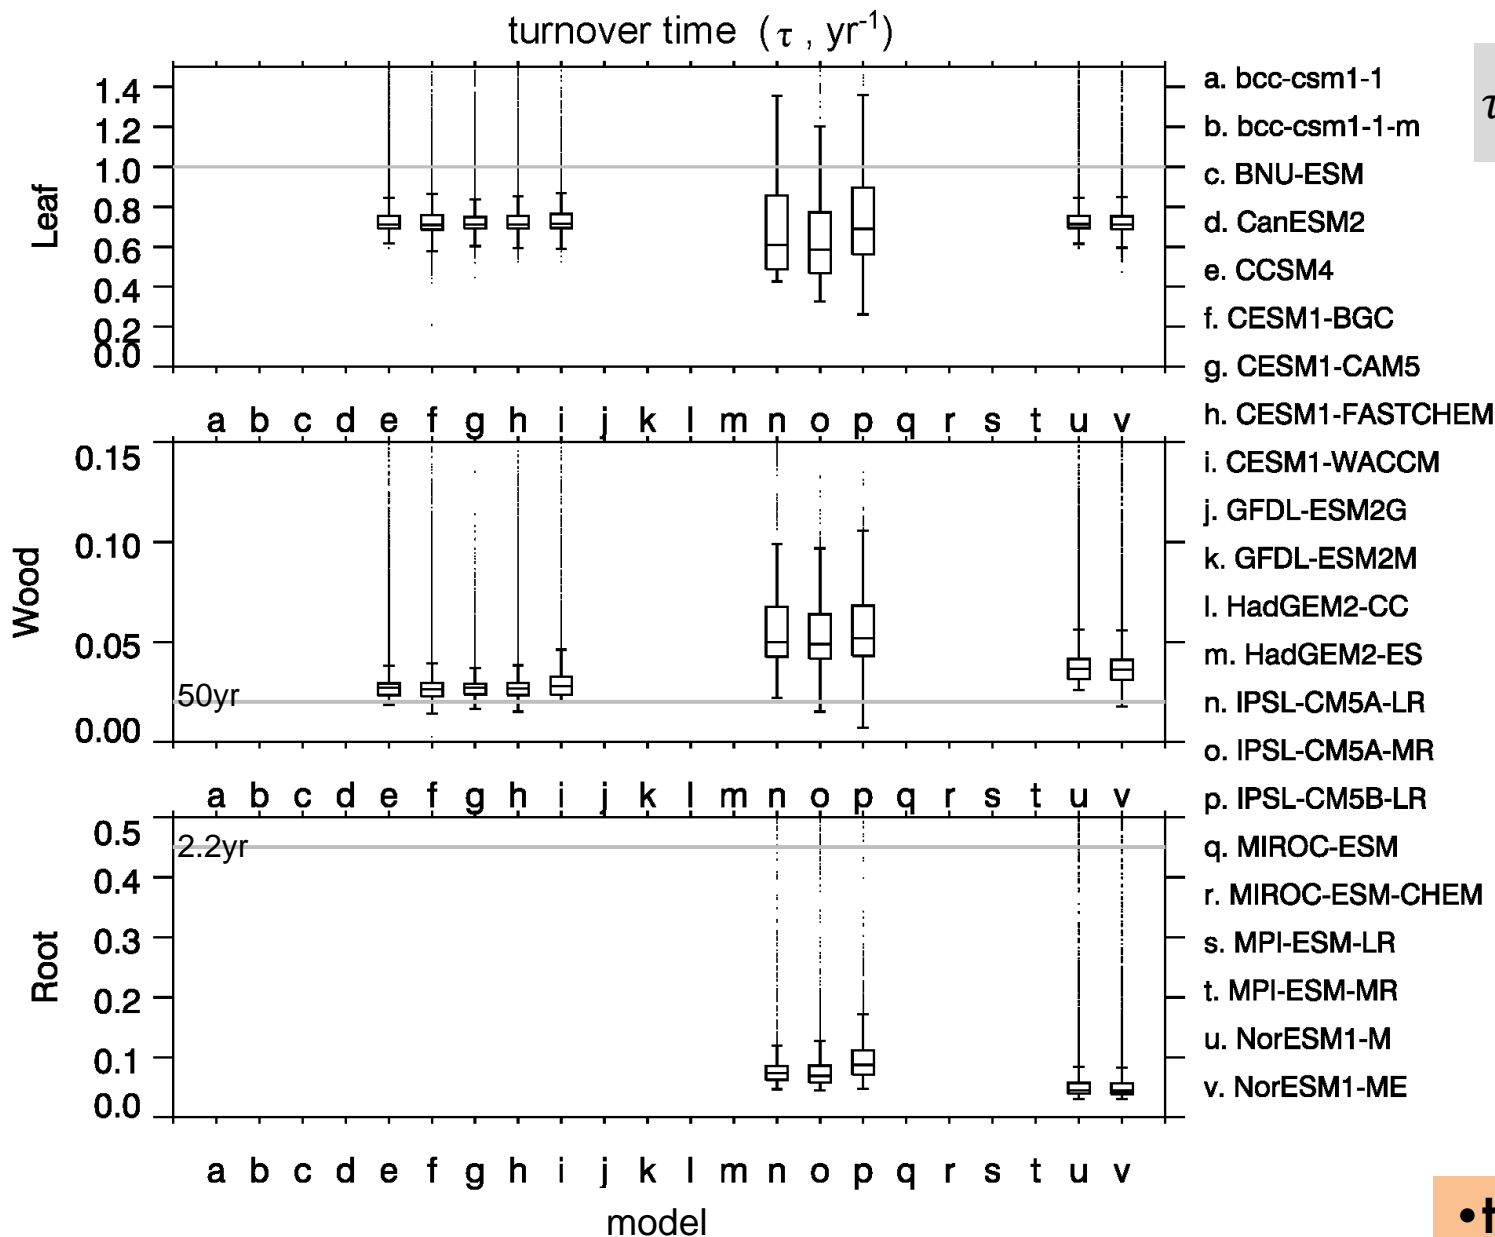 turnover time (τ , yr-1)
Leaf
1.4
1.2
1.0
0.8
0.6
0.4
0.2
0.0
a b c d e f g h i j k l m n o p q r s t u v
Wood
0.15
0.10
0.05
0.00
50yr
a b c d e f g h i j k l m n o p q r s t u v
Root
0.5
0.4
0.3
0.2
0.1
0.0
2.2yr
a b c d e f g h i j k l m n o p q r s t u v
model
a. bcc-csm1-1
b. bcc-csm1-1-m
c. BNU-ESM
d. CanESM2
e. CCSM4
f. CESM1-BGC
g. CESM1-CAM5
h. CESM1-FASTCHEM
i. CESM1-WACCM
j. GFDL-ESM2G
k. GFDL-ESM2M
l. HadGEM2-CC
m. HadGEM2-ES
n. IPSL-CM5A-LR
o. IPSL-CM5A-MR
p. IPSL-CM5B-LR
q. MIROC-ESM
r. MIROC-ESM-CHEM
s. MPI-ESM-LR
t. MPI-ESM-MR
u. NorESM1-M
v. NorESM1-ME